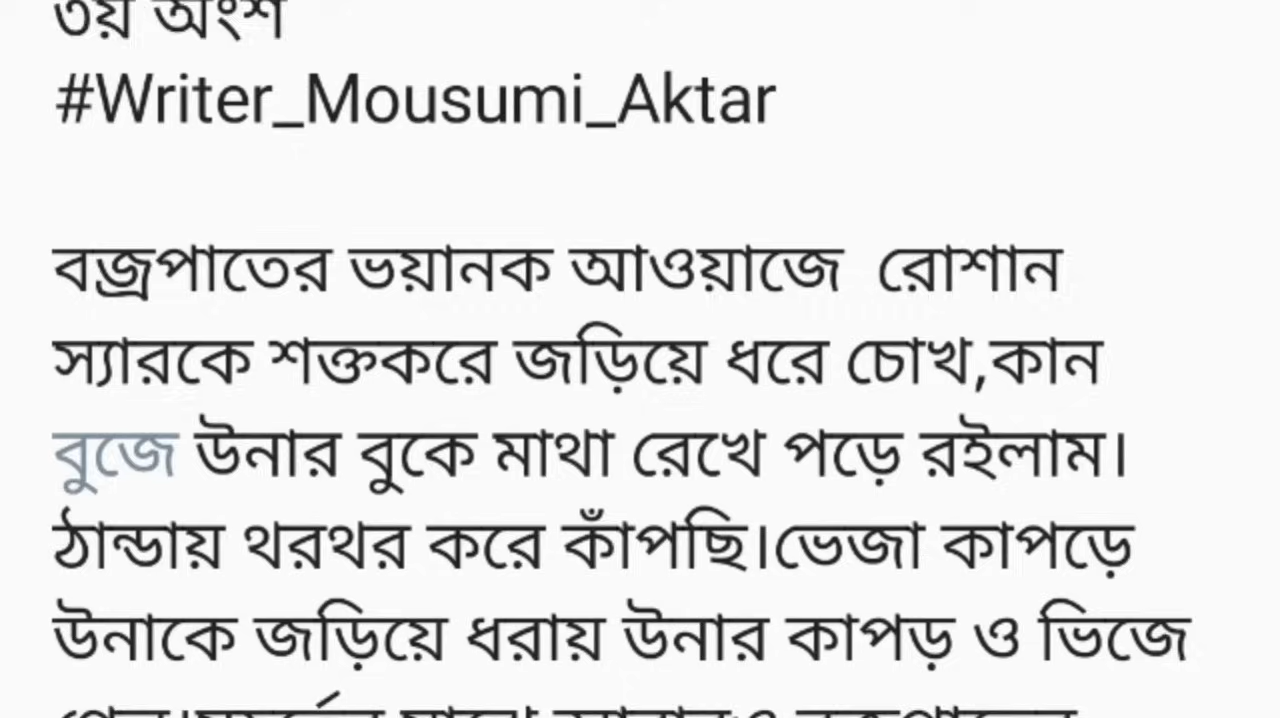 ৩য় অংশ
#Writer_Mousumi_Aktar
বজ্রপাতের ভয়ানক আওয়াজে রোশান
স্যারকে শক্তকরে জড়িয়ে ধরে চোখ,কান
বুজে উনার বুকে মাথা রেখে পড়ে রইলাম।
ঠান্ডায় থরথর করে কাঁপছি।ভেজা কাপড়ে
উনাকে জড়িয়ে ধরায় উনার কাপড় ও ভিজে